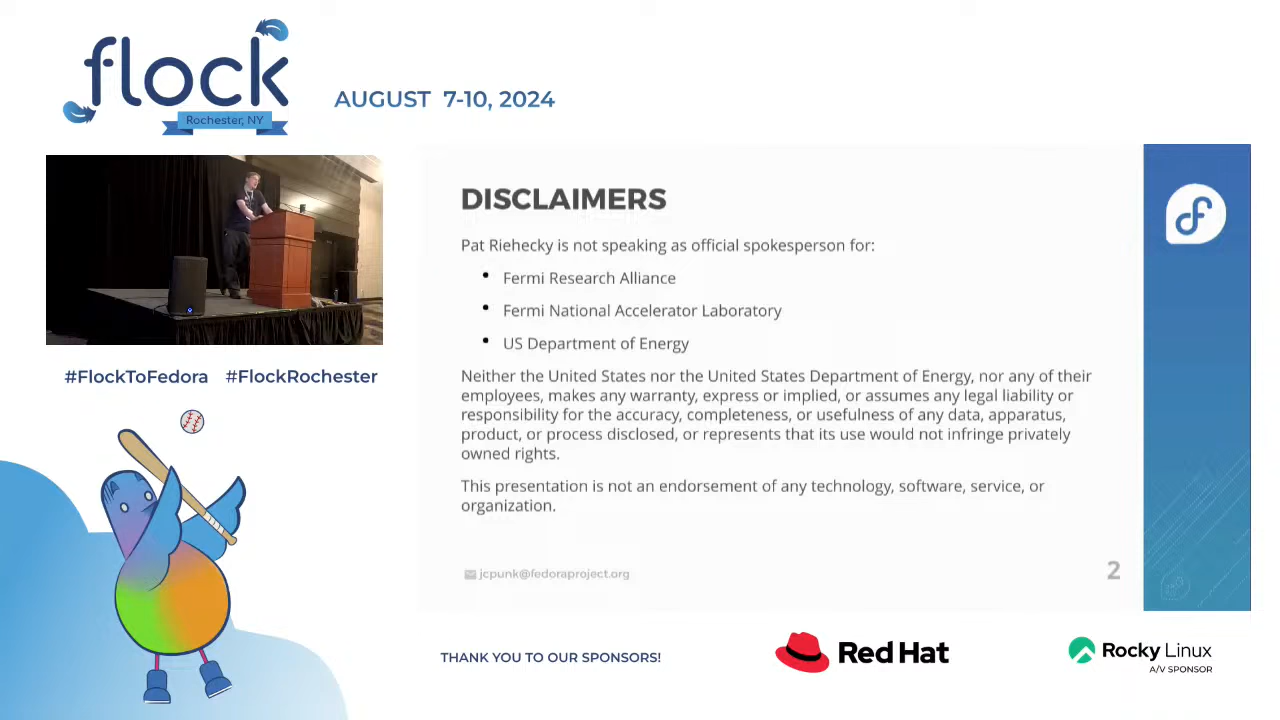 flock
Rochester, NY
AUGUST 7-10, 2024
DISCLAIMERS
Pat Riehecky is not speaking as official spokesperson for:
• Fermi Research Alliance
• Fermi National Accelerator Laboratory
• US Department of Energy
Neither the United States nor the United States Department of Energy, nor any of their
employees, makes any warranty, express or implied, or assumes any legal liability or
responsibility for the accuracy, completeness, or usefulness of any data, apparatus,
product, or process disclosed, or represents that its use would not infringe privately
owned rights.
This presentation is not an endorsement of any technology, software, service, or
organization.
jcpunk@fedoraproject.org
2
#FlockToFedora #FlockRochester
THANK YOU TO OUR SPONSORS!
Red Hat
Rocky Linux
A/V SPONSOR